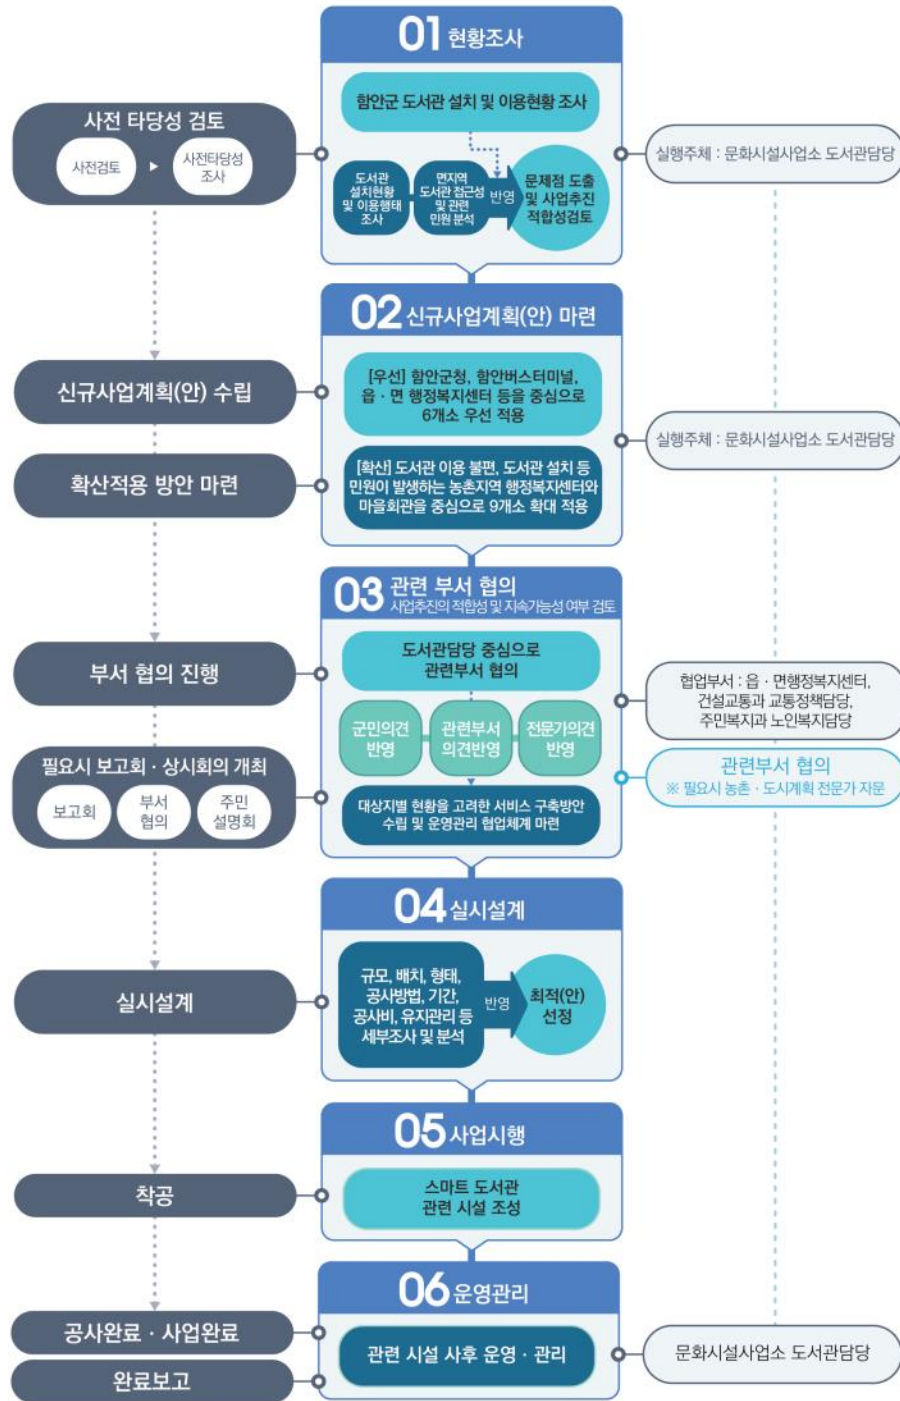 01 현황조사
함안군 도서관 설치 및 이용현황 조사
사전 타당성 검토
사전검토
▶
사전타당성
조사
도서관
설치현황
및 이용행태
조사
면지역
도서관 접근성
및 관련
민원 분석
반영
문제점 도출
및 사업추진
적합성검토
실행주체 : 문화시설사업소 도서관담당
02 신규사업계획(안) 마련
신규사업계획(안) 수립
[우선] 함안군청, 함안버스터미널,
읍 · 면 행정복지센터 등을 중심으로
6개소 우선 적용
실행주체 : 문화시설사업소 도서관담당
확산적용 방안 마련
[확산] 도서관 이용 불편, 도서관 설치 등
민원이 발생하는 농촌지역 행정복지센터와
마을회관을 중심으로 9개소 확대 적용
03 관련 부서 협의
사업추진의 적합성 및 지속가능성 여부 검토
부서 협의 진행
도서관담당 중심으로
관련부서 협의
군민의견
반영
관련부서
의견반영
전문가의견
반영
협업부서 : 읍 · 면행정복지센터,
건설교통과 교통정책담당,
주민복지과 노인복지담당
필요시 보고회 · 상시회의 개최
보고회
부서
협의
주민
설명회
대상지별 현황을 고려한 서비스 구축방안
수립 및 운영관리 협업체계 마련
관련부서 협의
※ 필요시 농촌 · 도시계획 전문가 자문
04 실시설계
실시설계
규모, 배치, 형태,
공사방법, 기간,
공사비, 유지관리 등
세부조사 및 분석
반영
최적(안)
선정
05 사업시행
착공
스마트 도서관
관련 시설 조성
06 운영관리
공사완료 · 사업완료
완료보고
관련 시설 사후 운영 · 관리
문화시설사업소 도서관담당